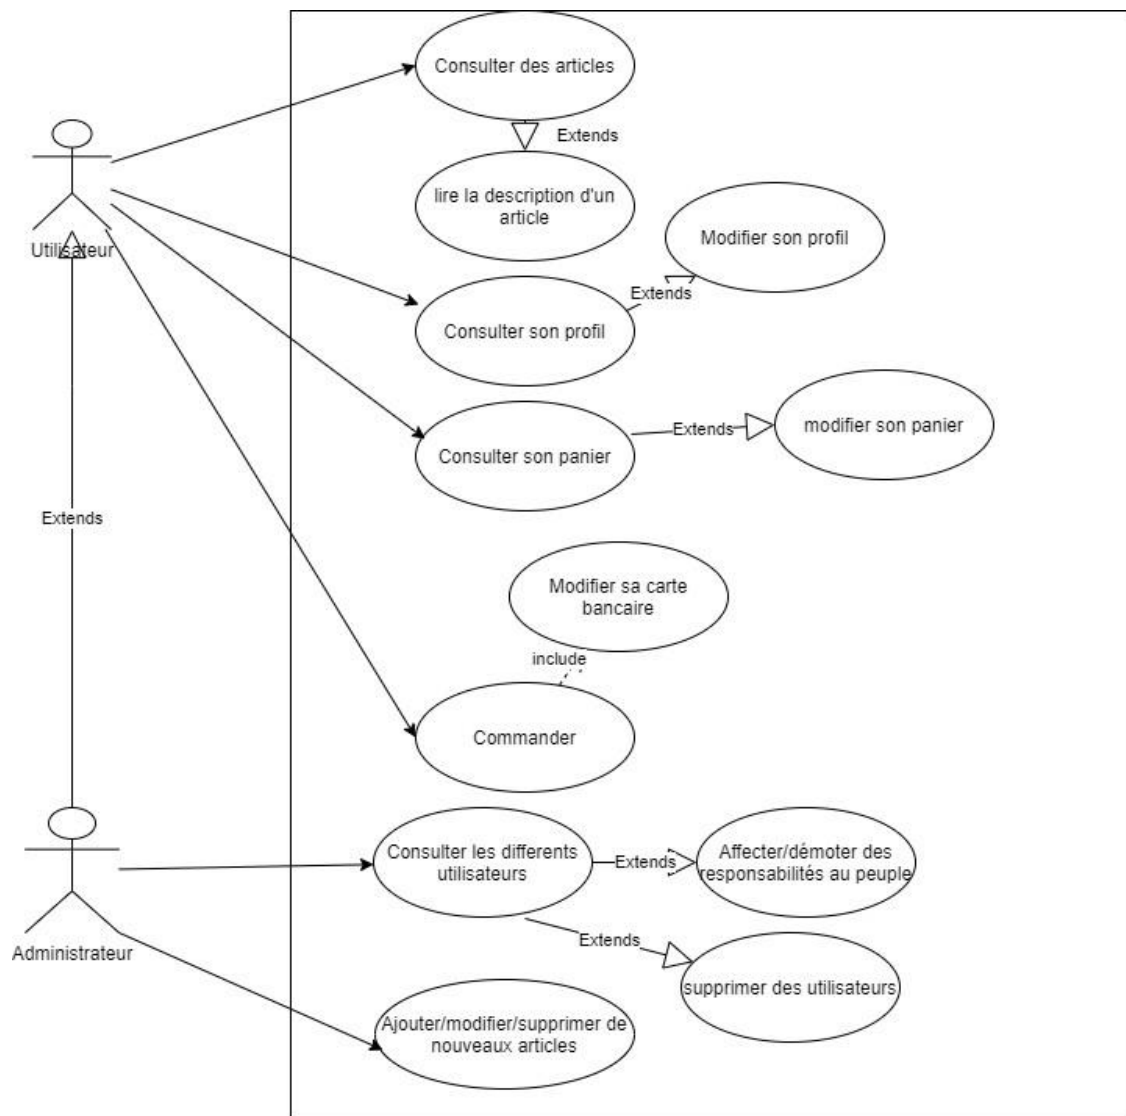 Consulter des articles
Extends
lire la description d'un
article
Utilisateur
Modifier son profil
Extends
Consulter son profil
modifier son panier
Extends
Consulter son panier
Extends
Modifier sa carte
bancaire
include
Commander
Consulter les differents
utilisateurs
Extends
Affecter/démoter des
responsabilités au peuple
Extends
Administrateur
supprimer des utilisateurs
Ajouter/modifier/supprimer de
nouveaux articles